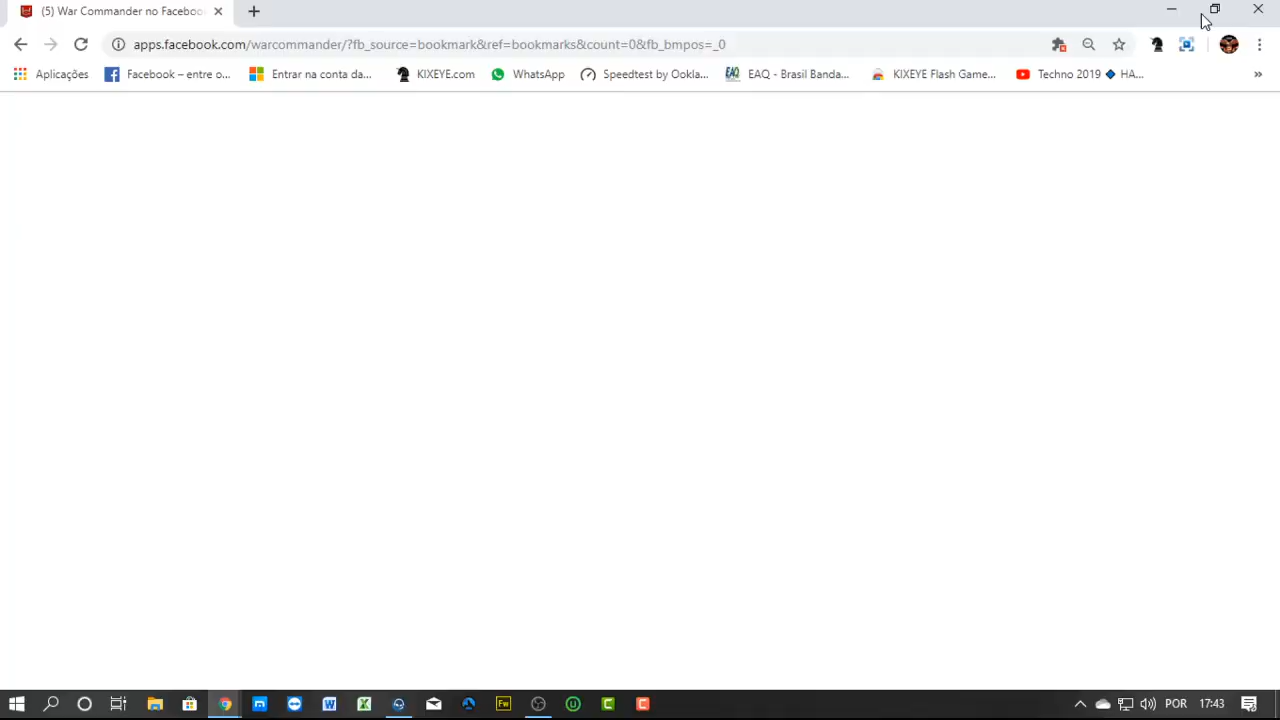 (5) War Commander no Faceboo
apps.facebook.com/warcommander/?fb_source=bookmark&ref=bookmarks&count=0&fb_bmpos=_0
Aplicações Facebook – entre o... Entrar na conta da... KIXEYE.com WhatsApp Speedtest by Ookla... EAQ EAQ - Brasil Banda... KIXEYE Flash Game... Techno 2019 🔷 HA... »
Fw POR 17:43